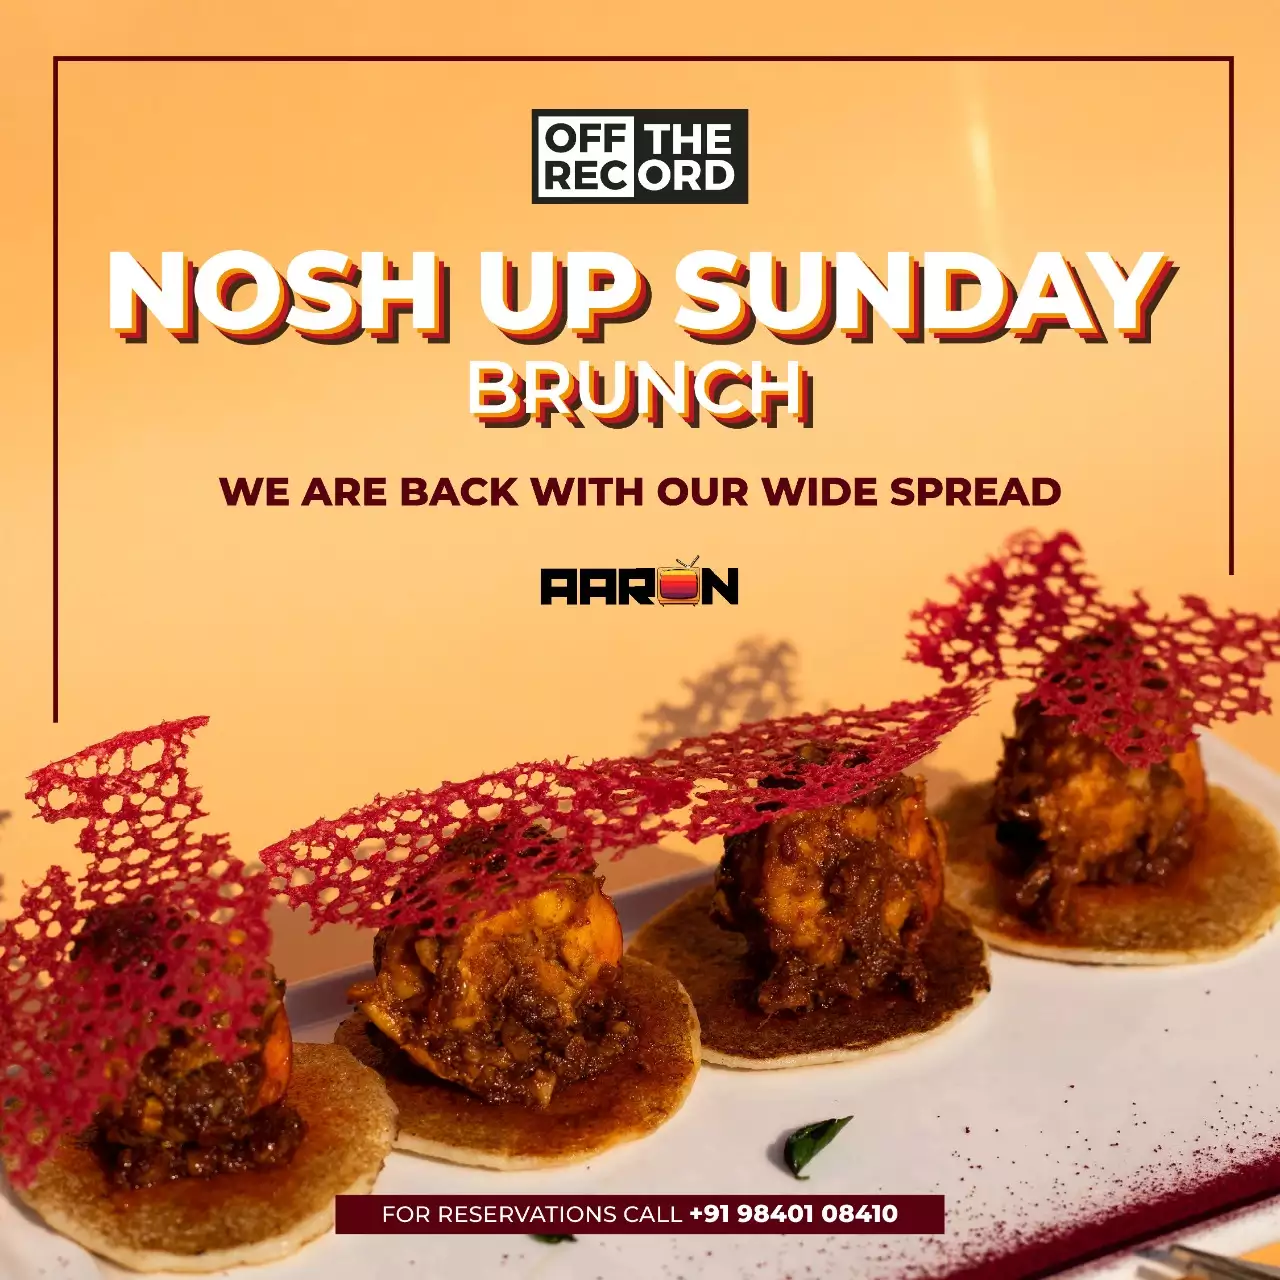 OFF THE
RECORD
NOSH UP SUNDAY
BRUNCH
WE ARE BACK WITH OUR WIDE SPREAD
AARON
FOR RESERVATIONS CALL +91 98401 08410